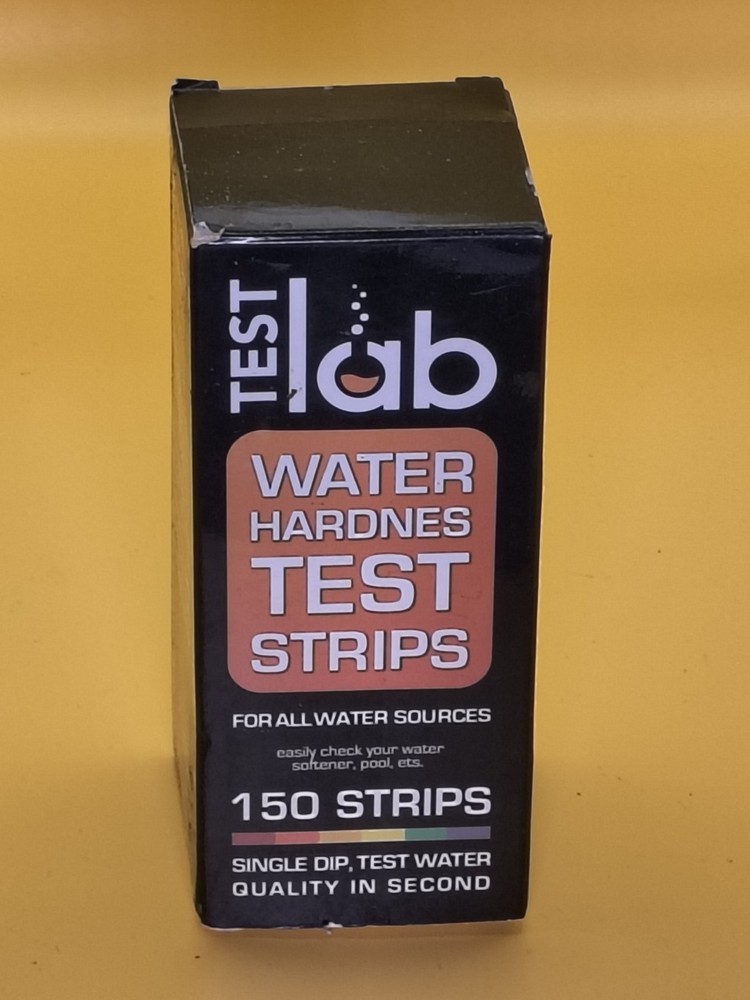 TEST lab
WATER
HARDNES
TEST
STRIPS
FOR ALL WATER SOURCES
easily check your water
softener, pool, ets.
150 STRIPS
SINGLE DIP, TEST WATER
QUALITY IN SECOND